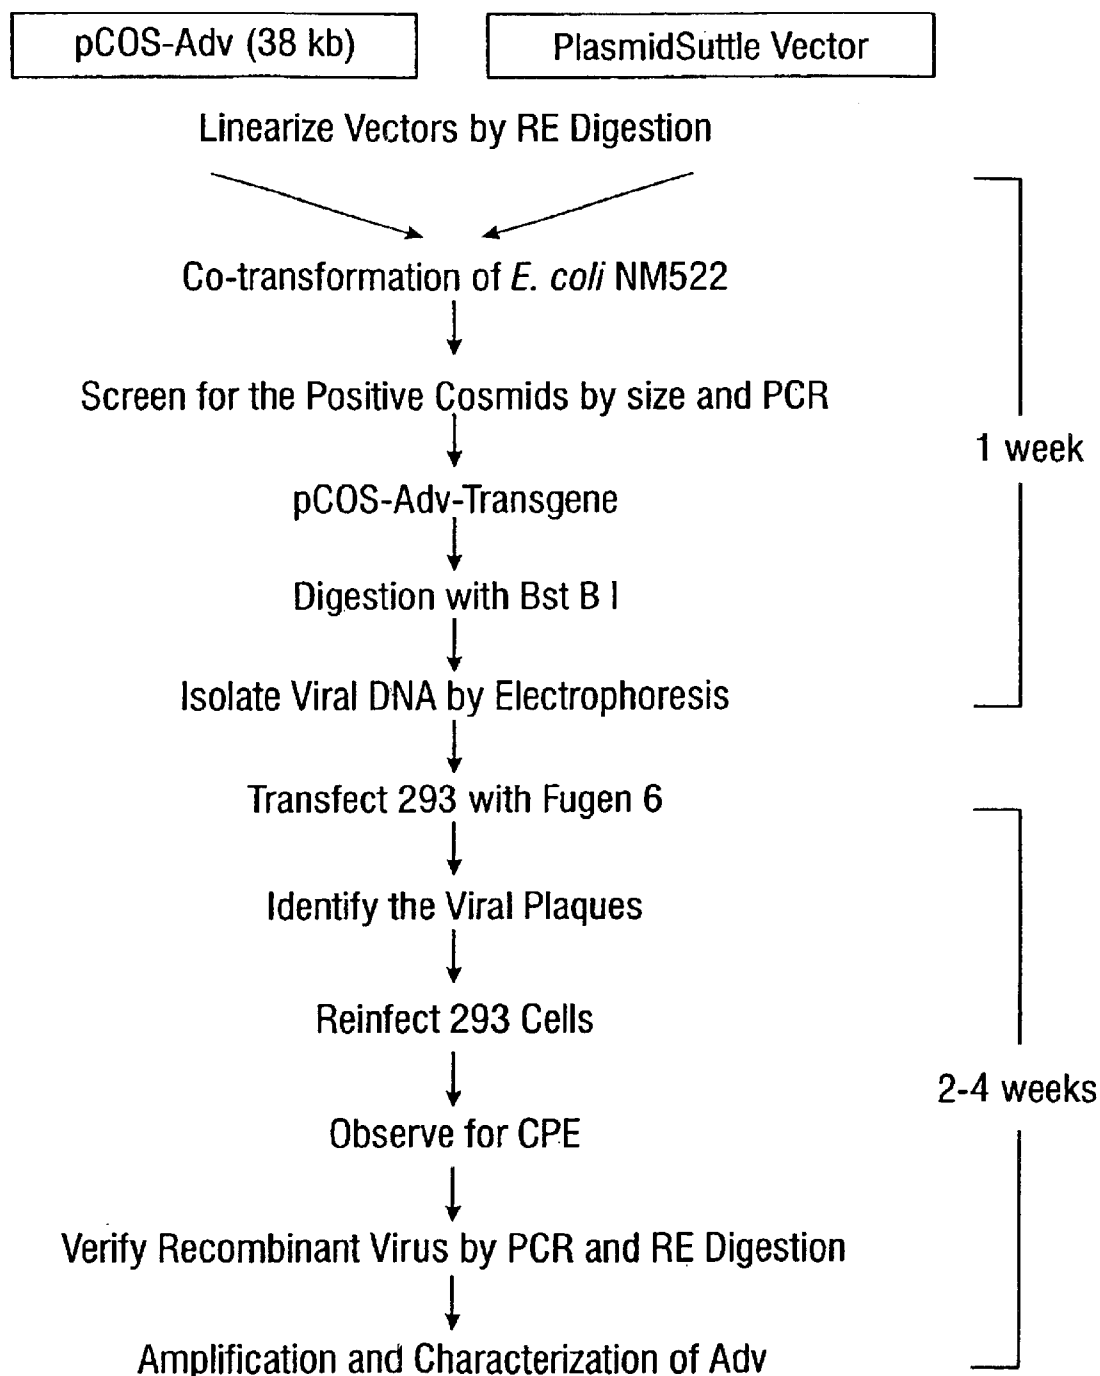 pCOS-Adv (38 kb)
PlasmidSuttle Vector
Linearize Vectors by RE Digestion
Co-transformation of E. coli NM522
Screen for the Positive Cosmids by size and PCR
1 week
pCOS-Adv-Transgene
Digestion with Bst B I
Isolate Viral DNA by Electrophoresis
Transfect 293 with Fugen 6
Identify the Viral Plaques
Reinfect 293 Cells
2-4 weeks
Observe for CPE
Verify Recombinant Virus by PCR and RE Digestion
Amplification and Characterization of Adv